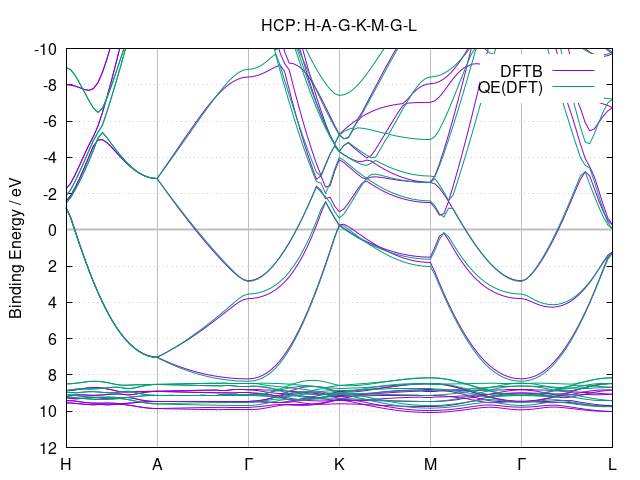 HCP: H-A-G-K-M-G-L
Binding Energy / eV
-10
-8
-6
-4
-2
0
2
4
6
8
10
12
DFTB
QE(DFT)
H A Γ K M Γ L